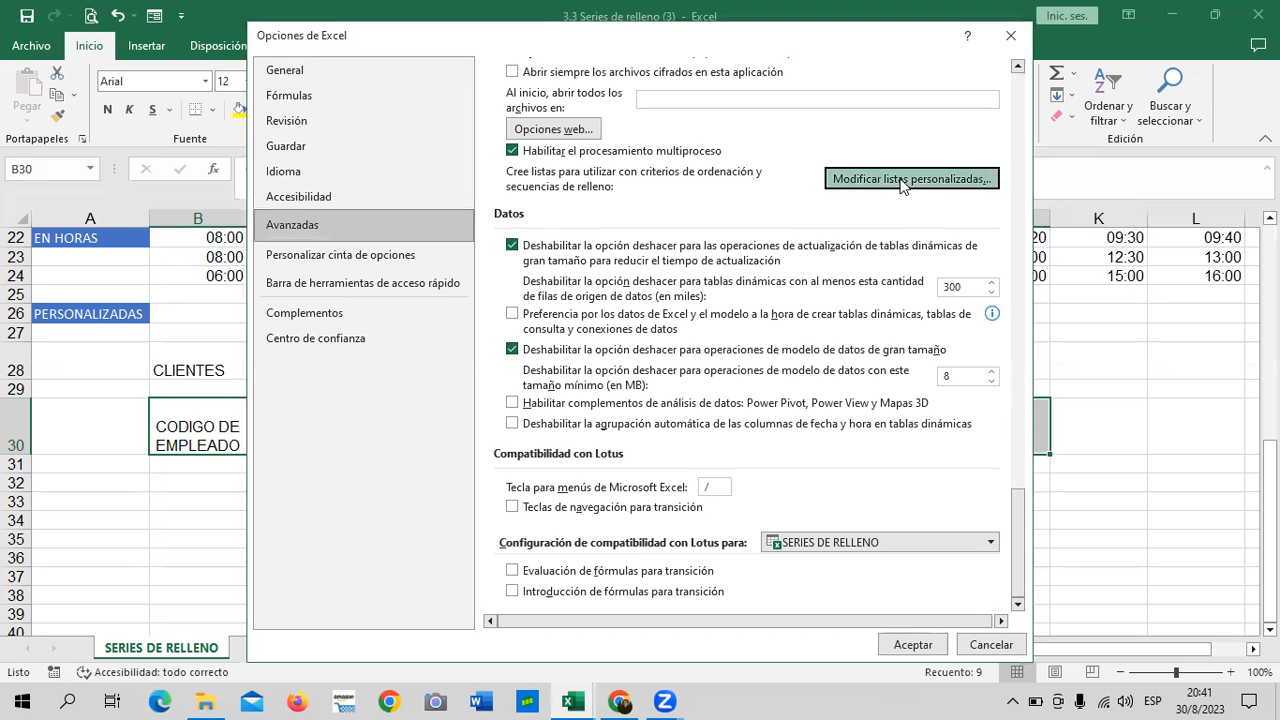 3.3 Series de relleno (3) - Excel
Inic. ses.
Archivo
Inicio
Insertar
Disposición
Opciones de Excel
Pegar
Portapapeles
Arial
12
N
K
S
Fuente
Σ
Ordenar y
filtrar
Buscar y
seleccionar
Edición
B30
fx
General
Fórmulas
Revisión
Guardar
Idioma
Accesibilidad
Avanzadas
Personalizar cinta de opciones
Barra de herramientas de acceso rápido
Complementos
Centro de confianza
Abrir siempre los archivos cifrados en esta aplicación
Al inicio, abrir todos los
archivos en:
Opciones web...
Habilitar el procesamiento multiproceso
Cree listas para utilizar con criterios de ordenación y
secuencias de relleno:
Modificar listas personalizadas...
Datos
Deshabilitar la opción deshacer para las operaciones de actualización de tablas dinámicas de
gran tamaño para reducir el tiempo de actualización
Deshabilitar la opción deshacer para tablas dinámicas con al menos esta cantidad
de filas de origen de datos (en miles):
300
Preferencia por los datos de Excel y el modelo a la hora de crear tablas dinámicas, tablas de
consulta y conexiones de datos
Deshabilitar la opción deshacer para operaciones de modelo de datos de gran tamaño
Deshabilitar la opción deshacer para operaciones de modelo de datos con este
tamaño mínimo (en MB):
8
Habilitar complementos de análisis de datos: Power Pivot, Power View y Mapas 3D
Deshabilitar la agrupación automática de las columnas de fecha y hora en tablas dinámicas
Compatibilidad con Lotus
Tecla para menús de Microsoft Excel:
/
Teclas de navegación para transición
Configuración de compatibilidad con Lotus para:
SERIES DE RELLENO
Evaluación de fórmulas para transición
Introducción de fórmulas para transición
Aceptar
Cancelar
A B K L
22 EN HORAS 08:00 20 09:30 09:40
23 08:00 00 12:30 13:00
24 06:00 00 15:00 16:00
25
26 PERSONALIZADAS
27
28 CLIENTES
29
30 CODIGO DE
EMPLEADO
31
32
33
34
35
36
37
38
39
40
SERIES DE RELLENO
Listo
Accesibilidad: todo correcto
Recuento: 9
100%
amazon
ESP
20:41
30/8/2023